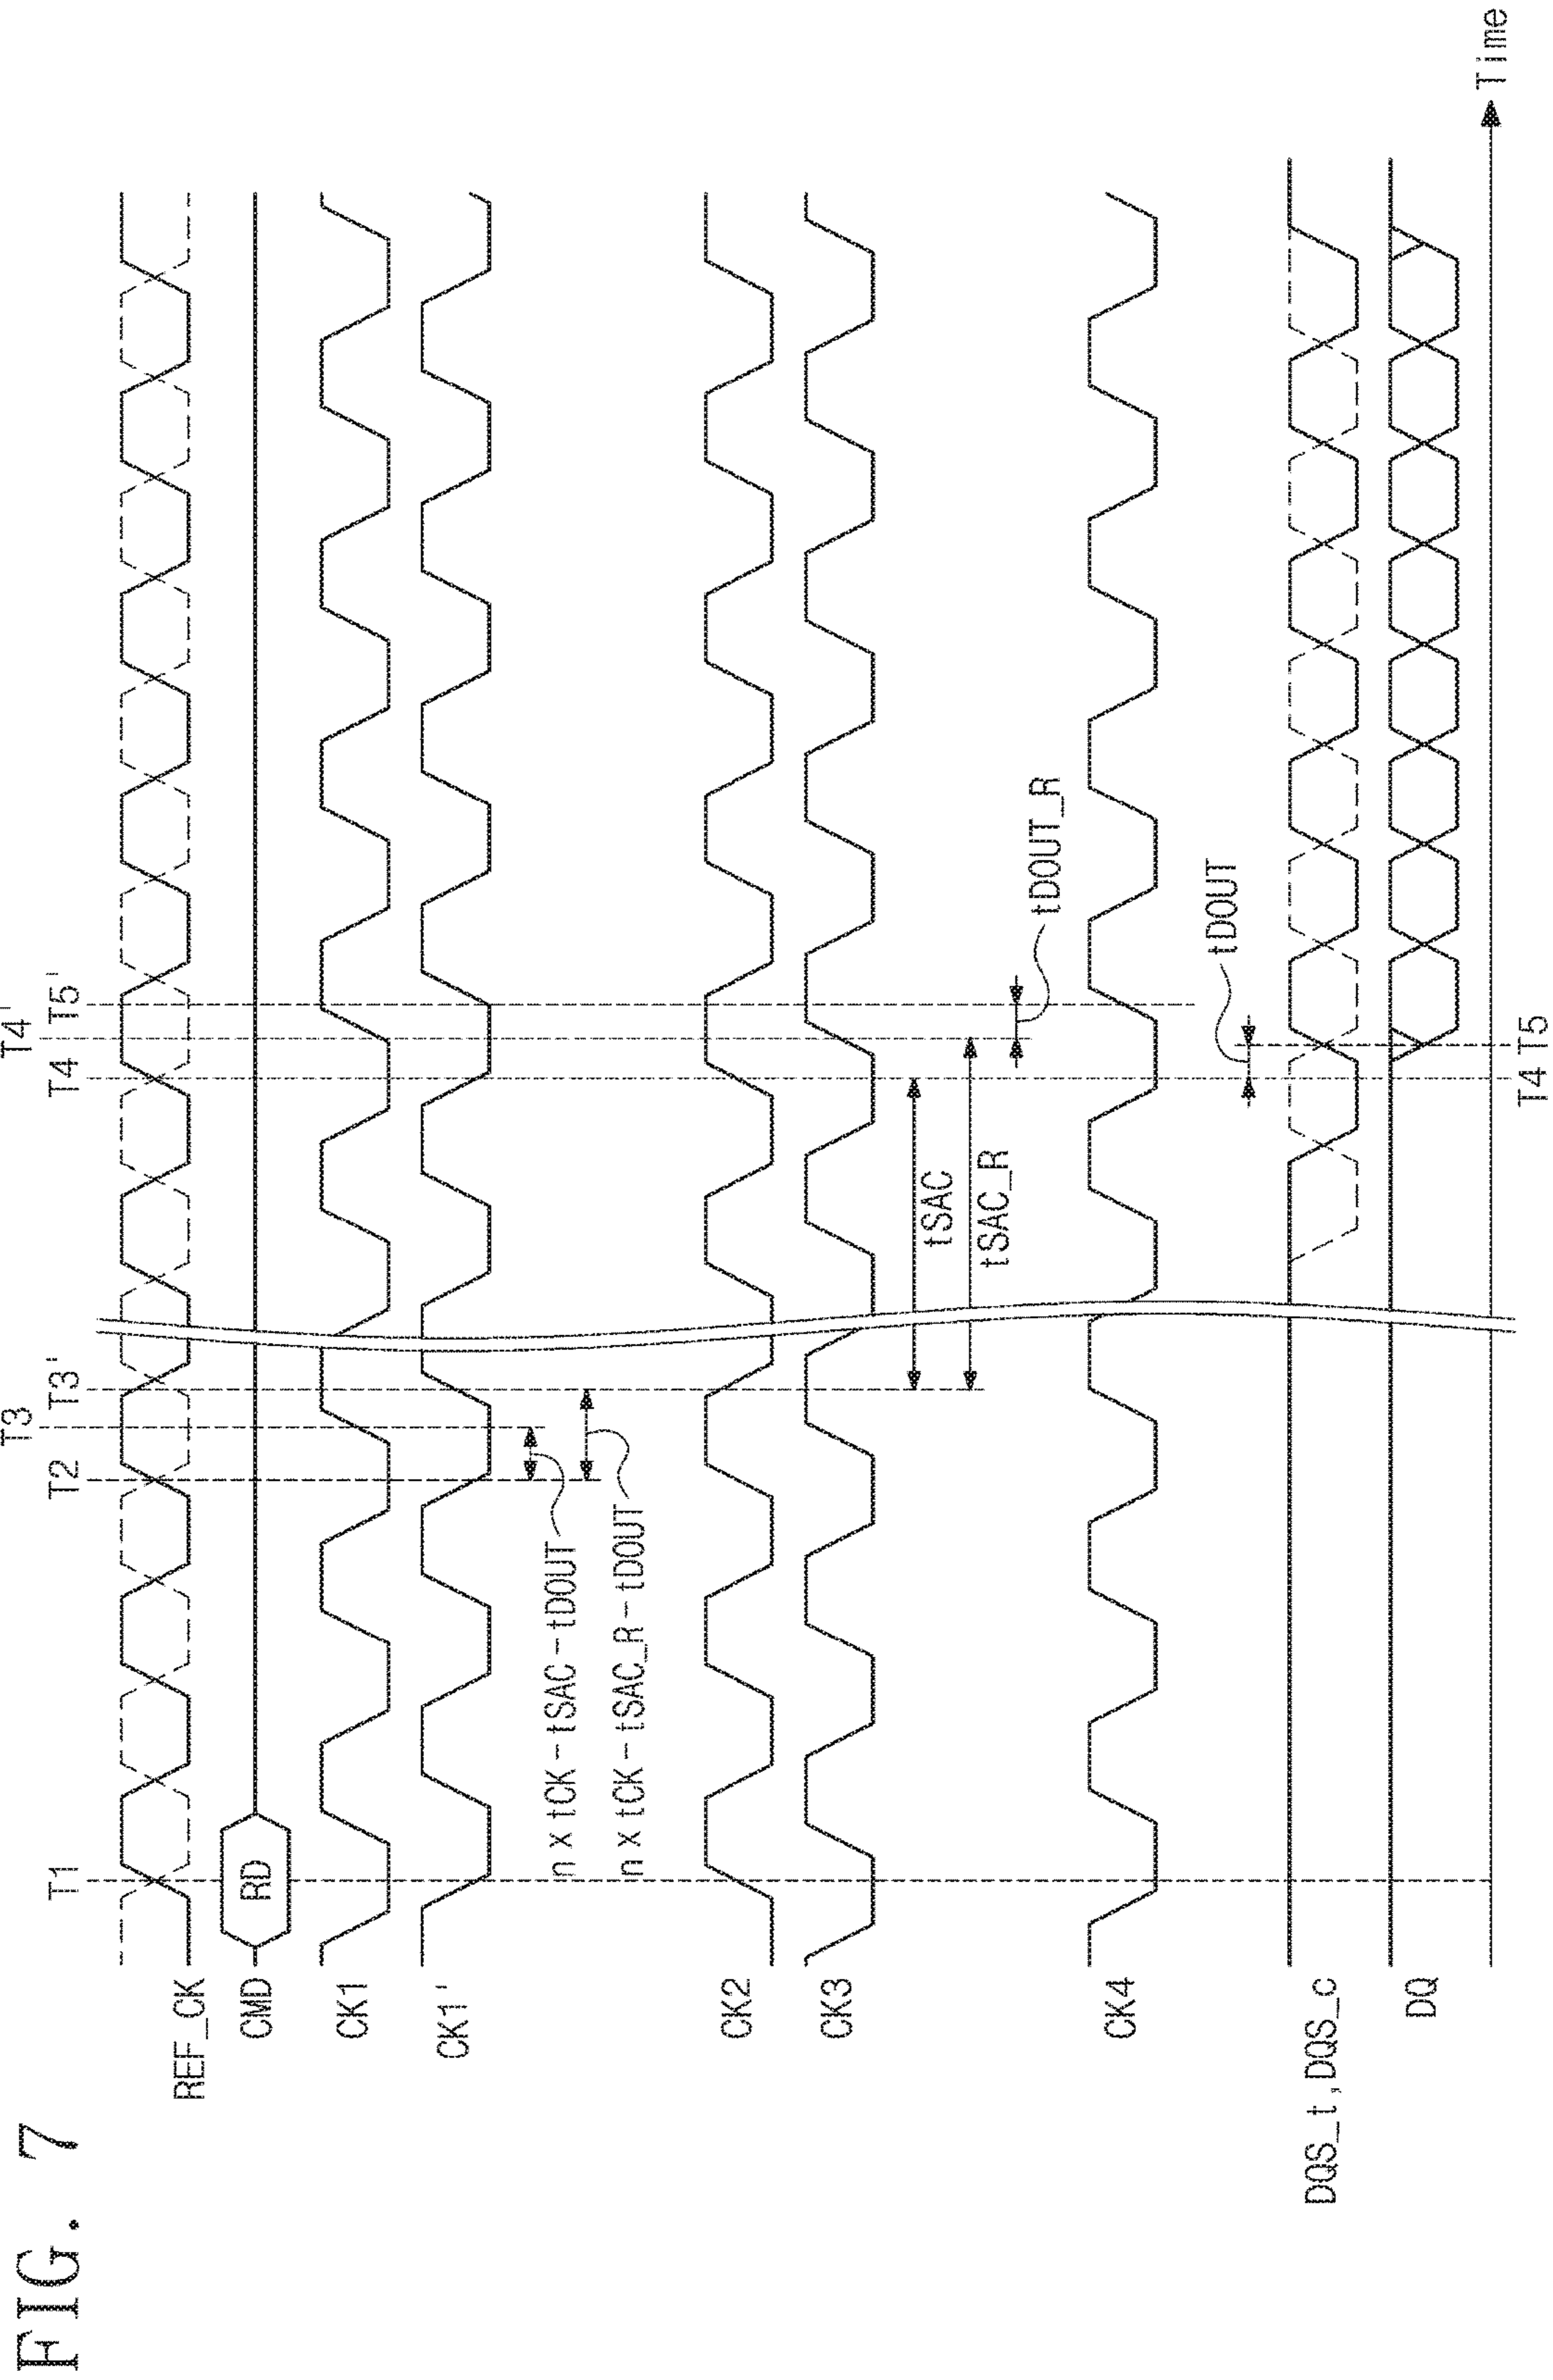 FIG. 7
T1
T2
T3
T3'
T4
T4'
T5'
REF_CK
CMD
RD
CK1
CK1'
n x tCK-tSAC-tDOUT
n x tCK-tSAC_R-tDOUT
CK2
CK3
tSAC
tSAC_R
tDOUT_R
CK4
tDOUT
DQS_t,DQS_c
DQ
T4
T5
Time